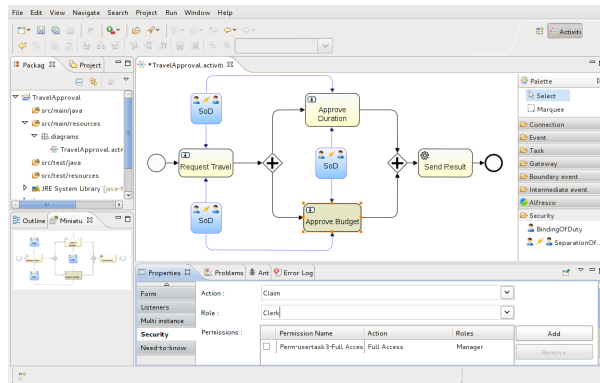 File Edit View Navigate Search Project Run Window Help
Activiti
Packag
Project
*TravelApproval.activiti
TravelApproval
src/main/java
src/main/resources
diagrams
TravelApproval.activ
src/test/java
src/test/resources
JRE System Library [java-6
Outline
Miniatu
SoD
Approve
Duration
Request Travel
SoD
Send Result
SoD
Approve Budget
Palette
Select
Marquee
Connection
Event
Task
Gateway
Boundary event
Intermediate event
Alfresco
Security
BindingOfDuty
SeparationOf...
Properties
Problems
Ant
Error Log
Form
Listeners
Multi instance
Security
Need-to-know
Action :
Claim
Role :
Clerk
Permissions :
Permission Name Action Roles
Perm-usertask3-Full Acces Full Access Manager
Add
Remove